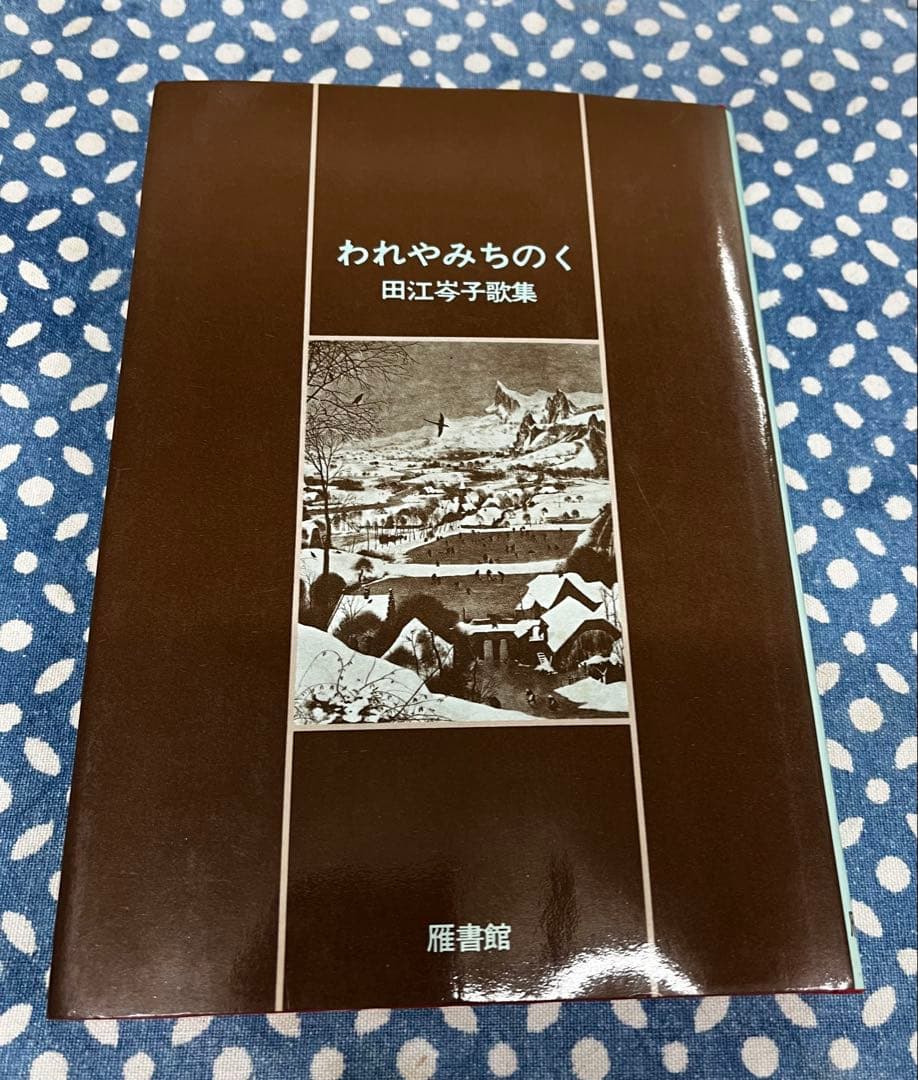 われやみちのく
田江岑子歌集
雁書館